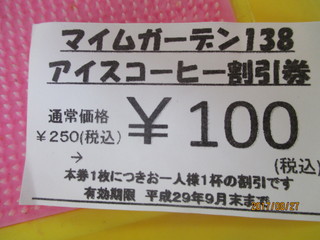 マイムガーデン138
アイスコーヒー割引券
通常価格
￥250(税込)
→
￥100
(税込)
本券1枚につきお一人様1杯の割引です
有効期限 平成29年9月末まで